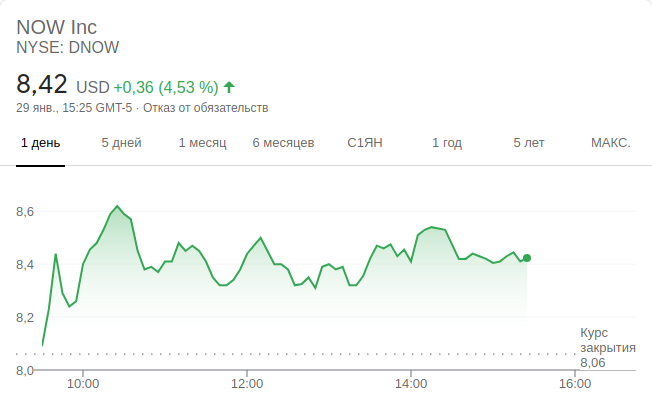 NOW Inc
NYSE: DNOW
8,42 USD +0,36 (4,53 %)
29 янв., 15:25 GMT-5 · Отказ от обязательств
1 день 5 дней 1 месяц 6 месяцев С1ЯН 1 год 5 лет МАКС.
8,6
8,4
8,2
Курс
закрытия
8,06
8,0
10:00 12:00 14:00 16:00